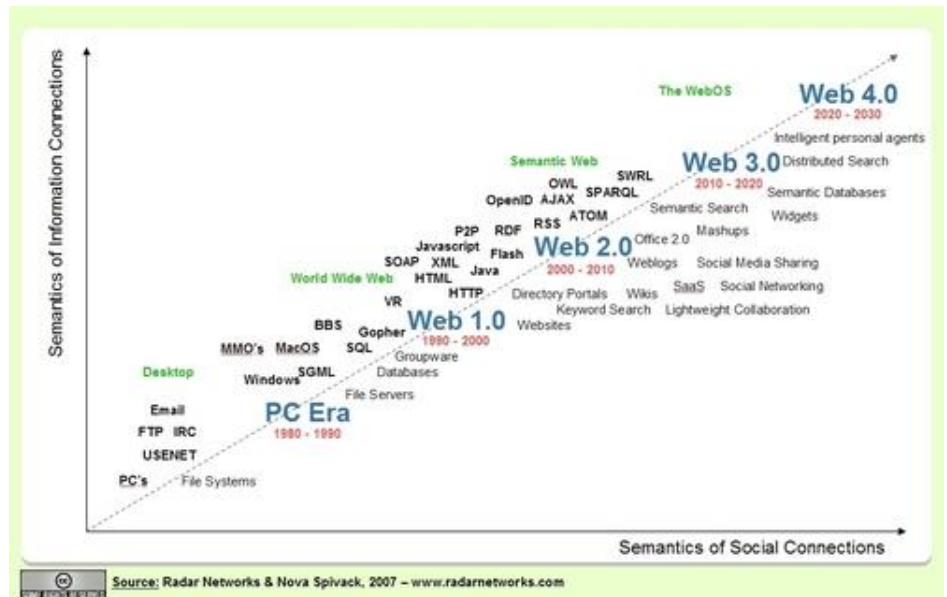 Semantics of Information Connections
The WebOS
Web 4.0
2020 - 2030
Intelligent personal agents
Semantic Web
Web 3.0
Distributed Search
2010 - 2020
SWRL
OWL
SPARQL
Semantic Databases
OpenID AJAX
ATOM
Semantic Search
Widgets
RSS
P2P RDF
Mashups
Javascript
Flash
Web 2.0
Office 2.0
2000 - 2010
SOAP XML
Java
Weblogs
Social Media Sharing
World Wide Web
HTML
HTTP
SaaS
Social Networking
VR
Directory Portals
Wikis
Keyword Search
Lightweight Collaboration
BBS
Gopher
Web 1.0
1990 - 2000
Websites
MMO's
MacOS
SQL
Groupware
Desktop
Windows
SGML
Databases
File Servers
Email
PC Era
1980 - 1990
FTP IRC
USENET
PC's
File Systems
Semantics of Social Connections
cc
Source: Radar Networks & Nova Spivack, 2007 – www.radarnetworks.com